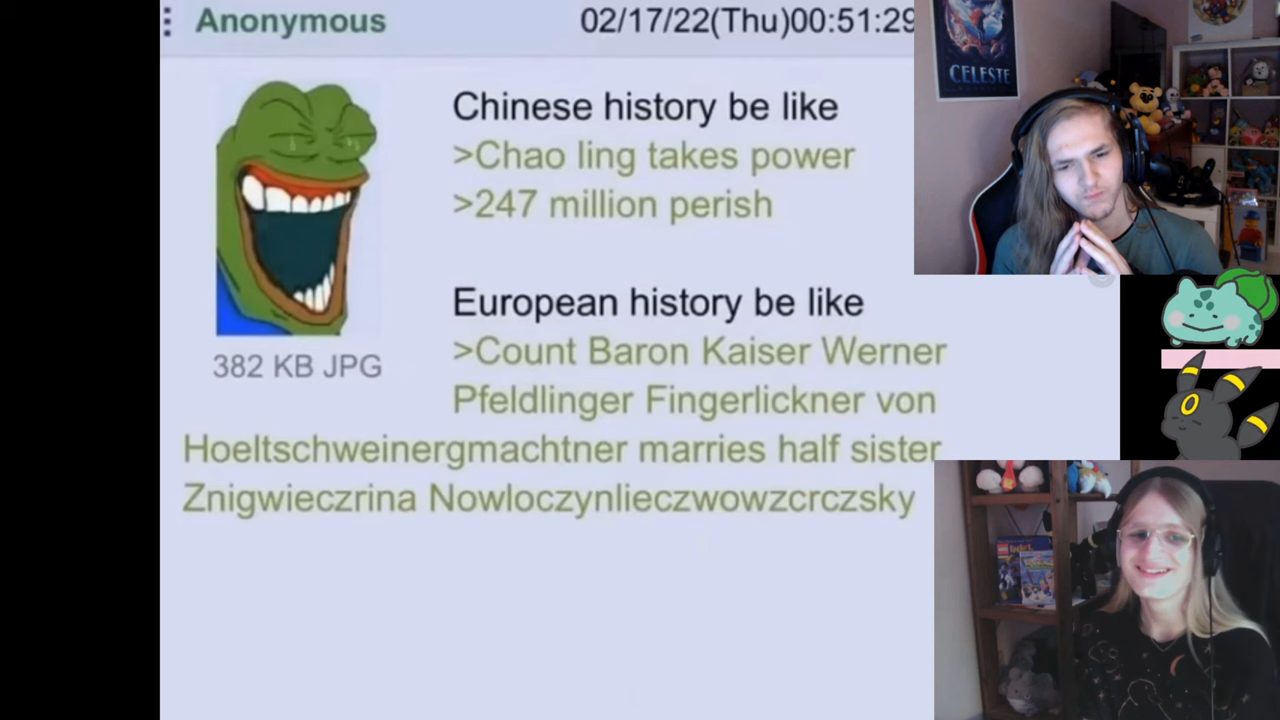 Anonymous 02/17/22(Thu)00:51:29
Chinese history be like
>Chao ling takes power
>247 million perish
European history be like
>Count Baron Kaiser Werner
Pfeldlinger Fingerlickner von
Hoeltschweinergmachtner marries half sister
Znigwieczrina Nowloczynlieczwowzcrczsky
382 KB JPG
CELESTE